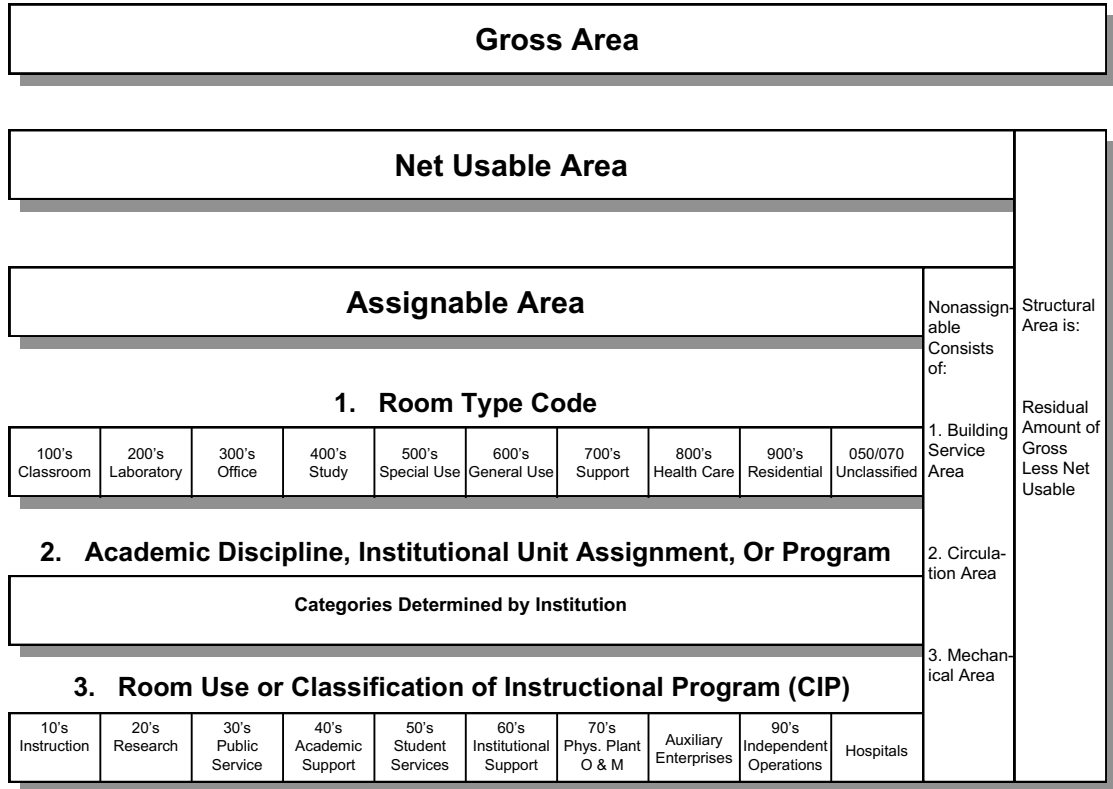 Gross Area
Net Usable Area
Assignable Area
1. Room Type Code
100's
Classroom
200's
Laboratory
300's
Office
400's
Study
500's
Special Use
600's
General Use
700's
Support
800's
Health Care
900's
Residential
050/070
Unclassified
2. Academic Discipline, Institutional Unit Assignment, Or Program
Categories Determined by Institution
3. Room Use or Classification of Instructional Program (CIP)
10's
Instruction
20's
Research
30's
Public
Service
40's
Academic
Support
50's
Student
Services
60's
Institutional
Support
70's
Phys. Plant
O & M
Auxiliary
Enterprises
90's
Independent
Operations
Hospitals
Nonassign-
able
Consists
of:
1. Building
Service
Area
2. Circula-
tion Area
3. Mechan-
ical Area
Structural
Area is:
Residual
Amount of
Gross
Less Net
Usable